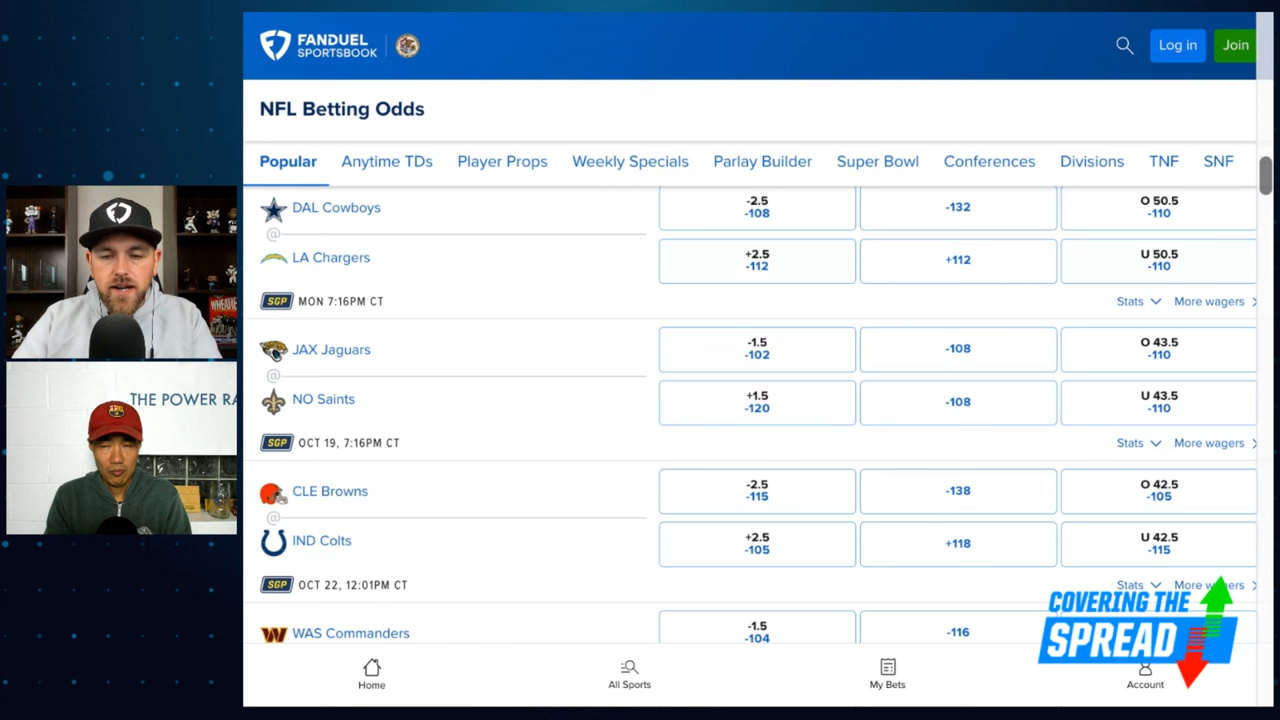 FANDUEL
SPORTSBOOK
Log in
Join
NFL Betting Odds
Popular Anytime TDs Player Props Weekly Specials Parlay Builder Super Bowl Conferences Divisions TNF SNF
DAL Cowboys
-2.5
-108
-132
O 50.5
-110
@
LA Chargers
+2.5
-112
+112
U 50.5
-110
SGP MON 7:16PM CT
Stats
More wagers
JAX Jaguars
-1.5
-102
-108
O 43.5
-110
@
NO Saints
+1.5
-120
-108
U 43.5
-110
SGP OCT 19, 7:16PM CT
Stats
More wagers
CLE Browns
-2.5
-115
-138
O 42.5
-105
@
IND Colts
+2.5
-105
+118
U 42.5
-115
SGP OCT 22, 12:01PM CT
Stats
More wagers
WAS Commanders
-1.5
-104
-116
Home
All Sports
My Bets
Account
THE POWER RA
COVERING THE
SPREAD